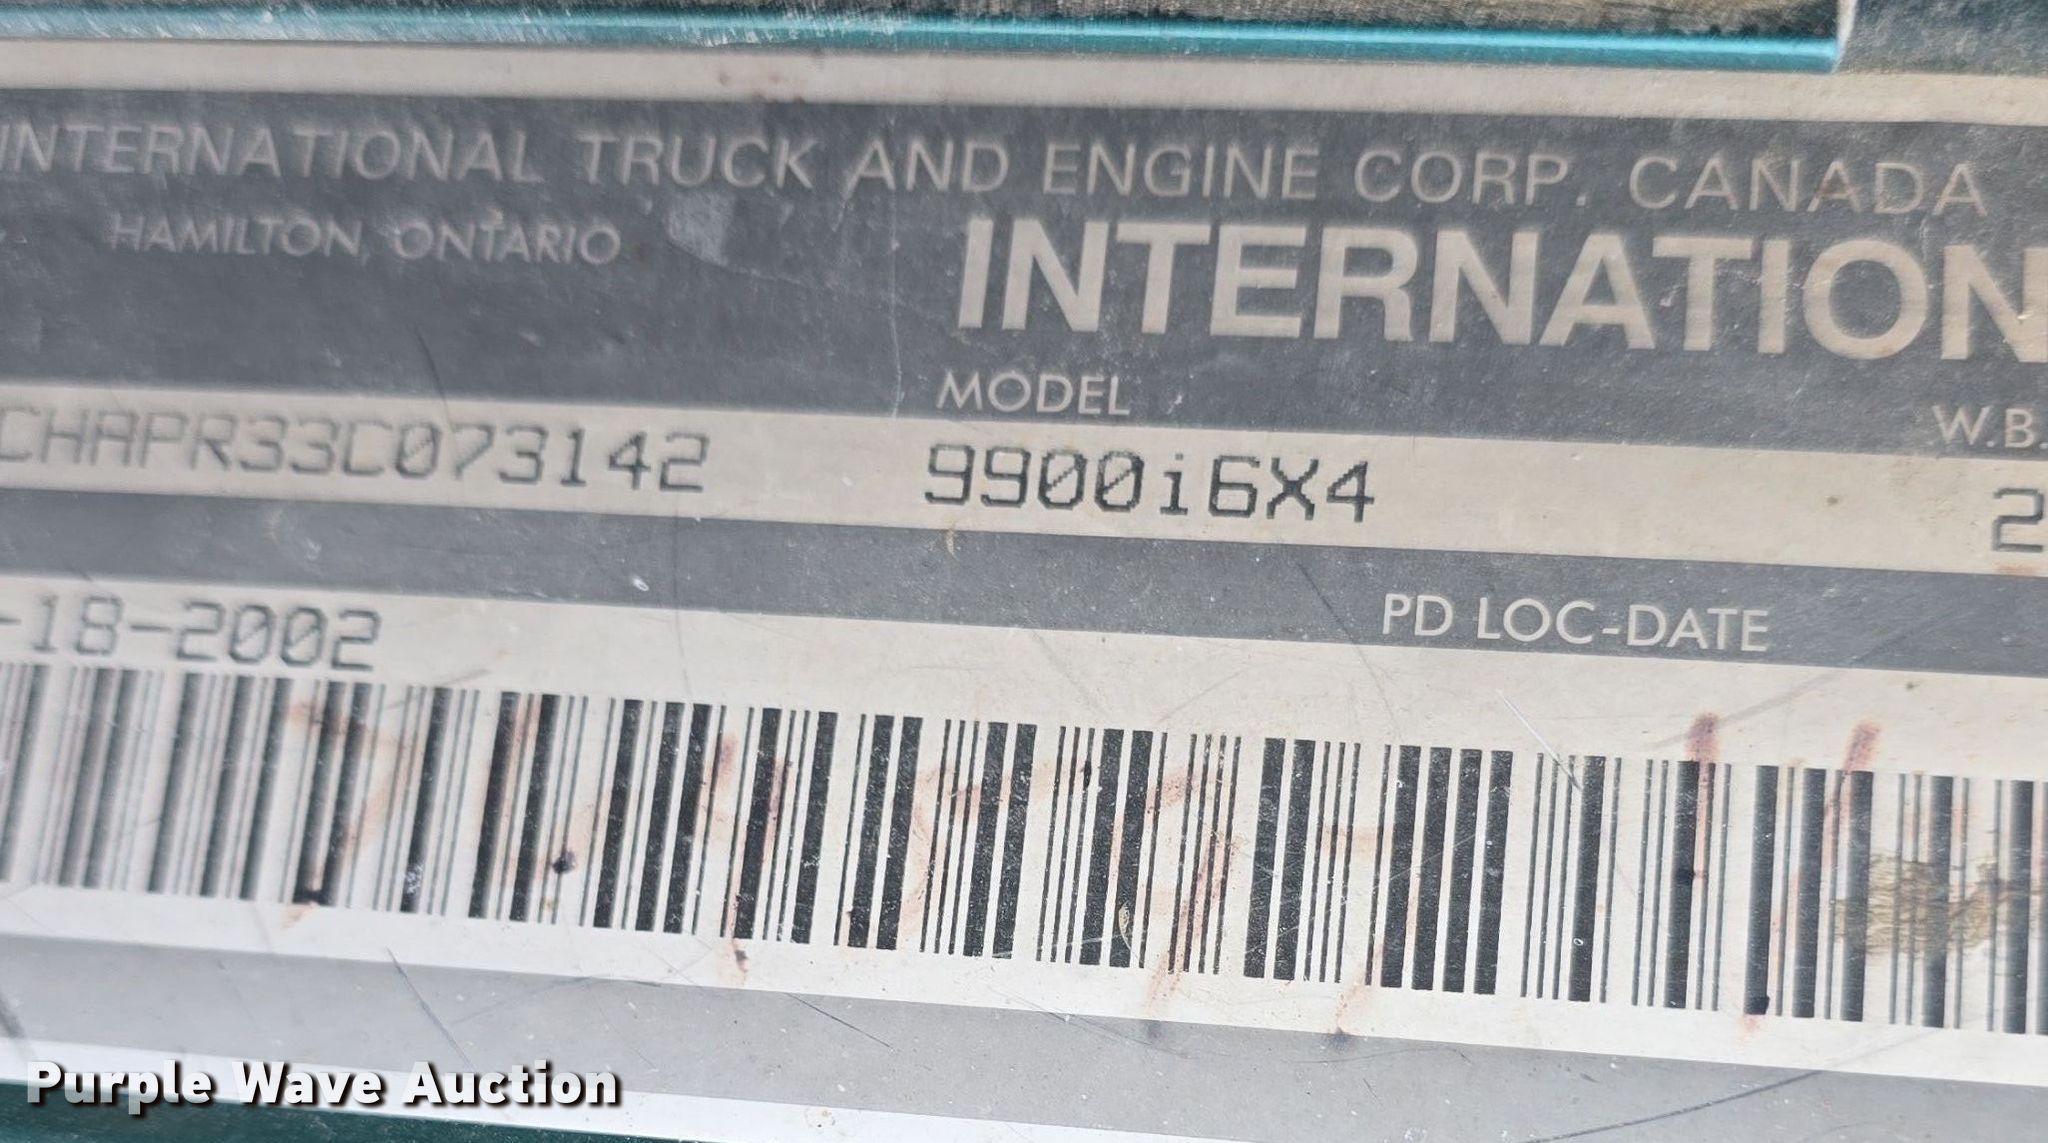 INTERNATIONAL TRUCK AND ENGINE CORP. CANADA
HAMILTON, ONTARIO
INTERNATION
MODEL
W.B.
CHAPR33C073142
9900i6X4
2
PD LOC-DATE
-18-2002
Purple Wave Auction